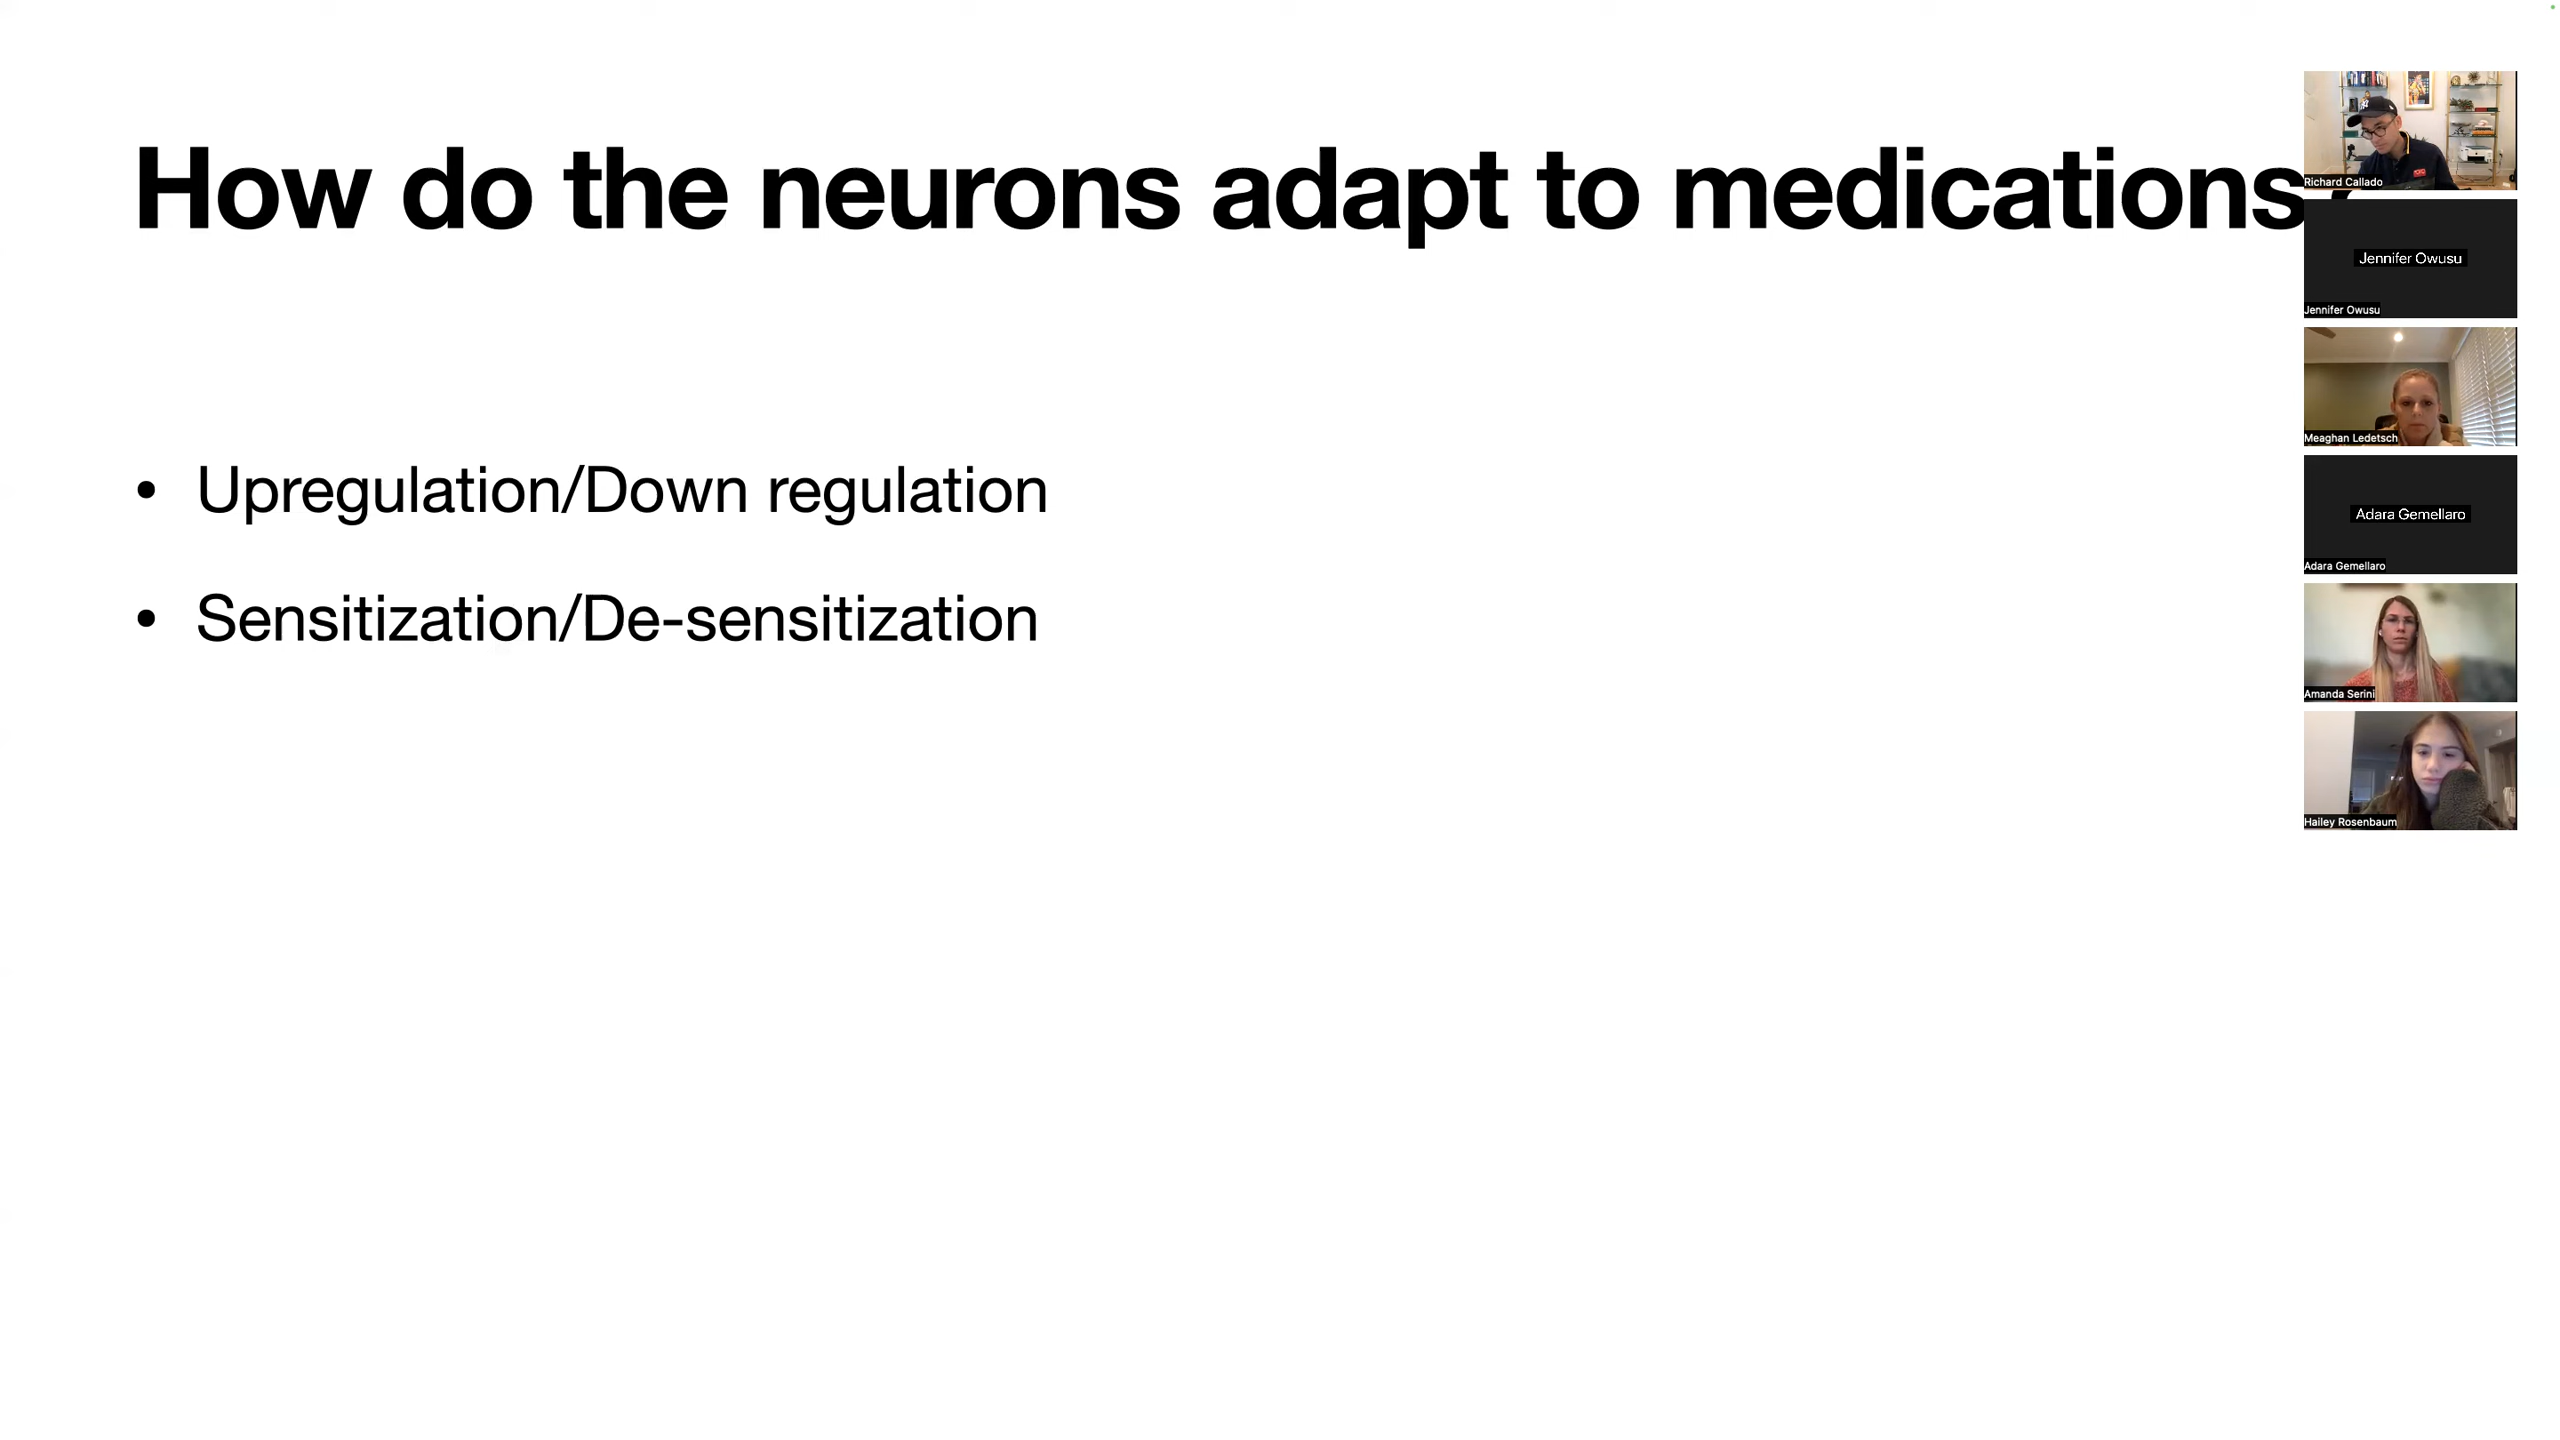 How do the neurons adapt to medications
• Upregulation/Down regulation
• Sensitization/De-sensitization
Richard Callado
Jennifer Owusu
Jennifer Owusu
Meaghan Ledetsch
Adara Gemellaro
Adara Gemellaro
Amanda Serini
Hailey Rosenbaum